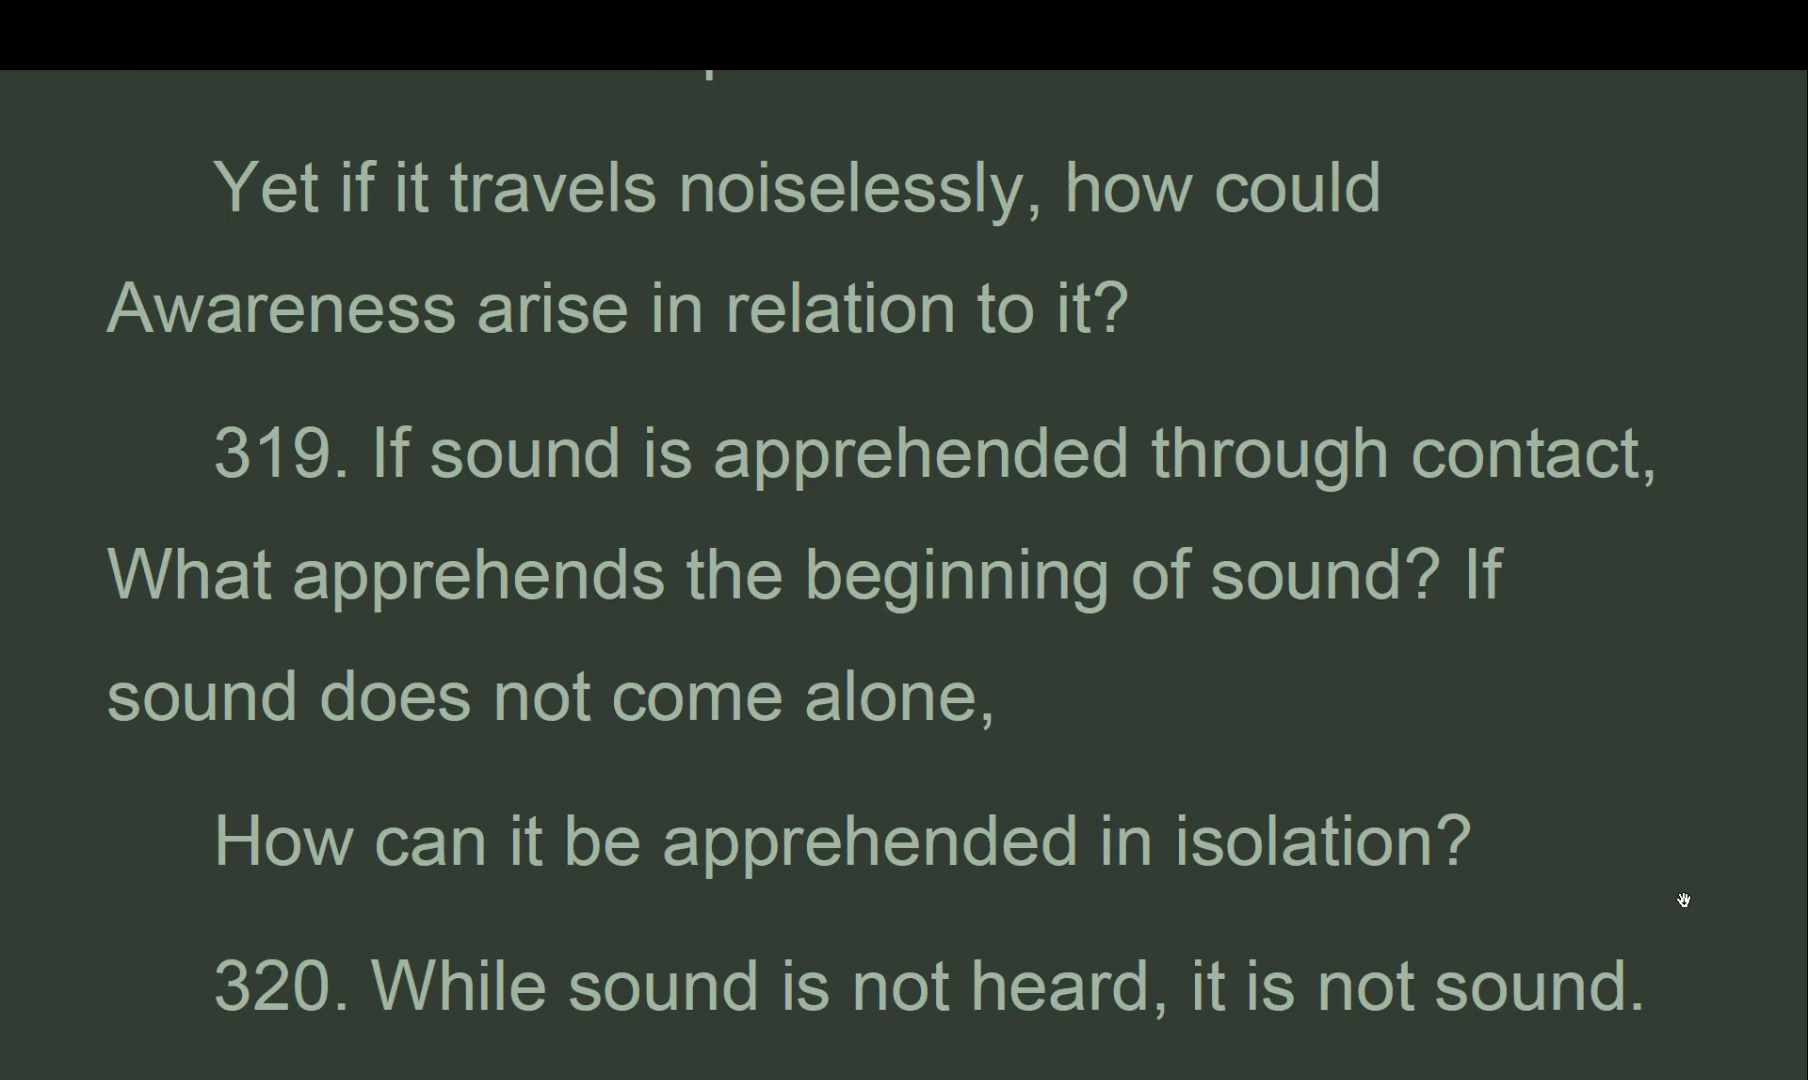 Yet if it travels noiselessly, how could
Awareness arise in relation to it?
319. If sound is apprehended through contact,
What apprehends the beginning of sound? If
sound does not come alone,
How can it be apprehended in isolation?
320. While sound is not heard, it is not sound.